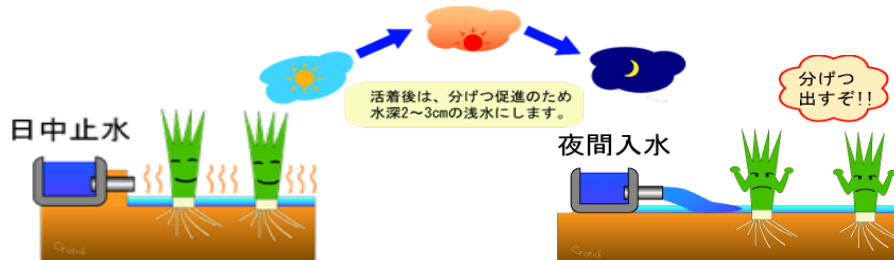 活着後は、分げつ促進のため
水深2～3cmの浅水にします。
分げつ
出すぞ!!
日中止水
夜間入水